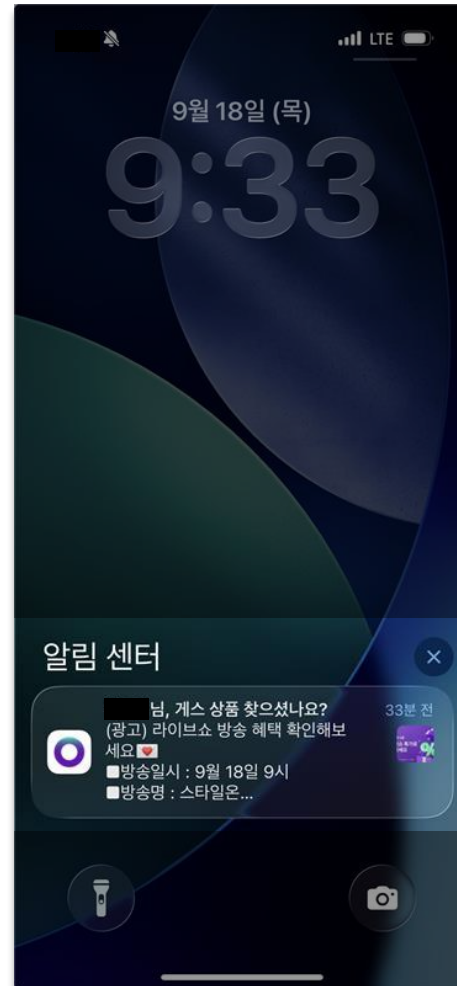 LTE
9월 18일 (목)
9:33
알림 센터
님, 게스 상품 찾으셨나요?
33분 전
(광고) 라이브쇼 방송 혜택 확인해보
세요💌
■방송일시 : 9월 18일 9시
■방송명 : 스타일온...